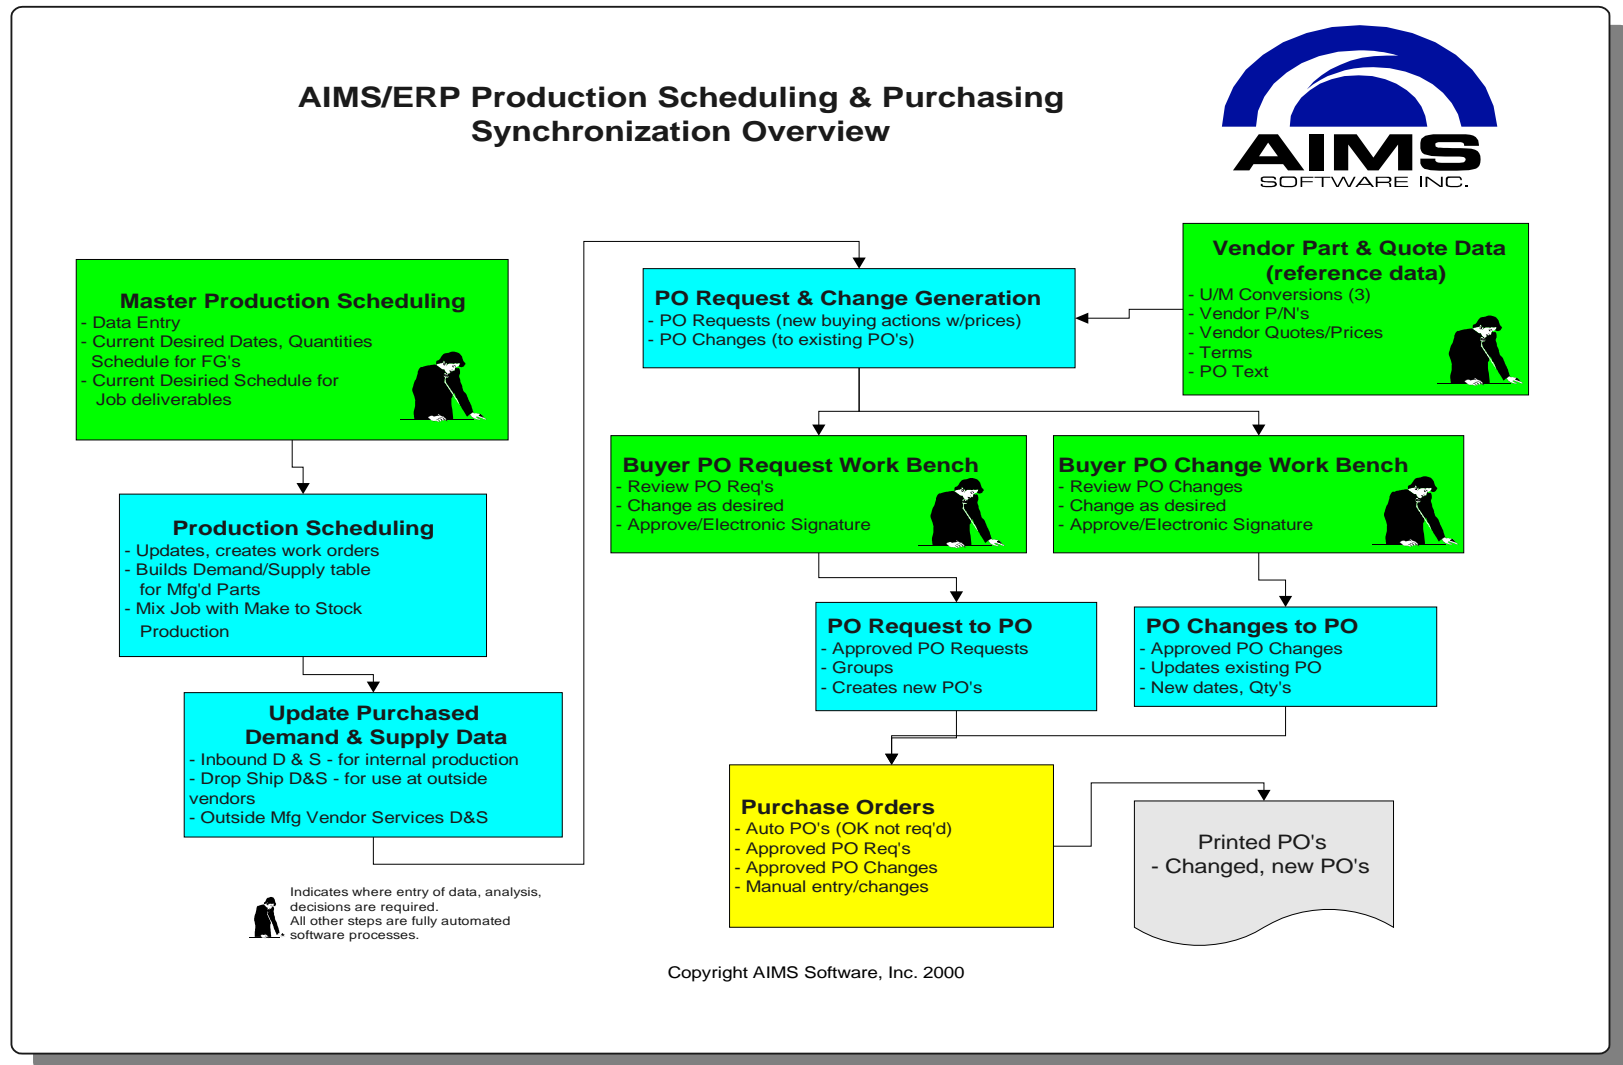 AIMS/ERP Production Scheduling & Purchasing
Synchronization Overview
AIMS
SOFTWARE INC.
Master Production Scheduling
- Data Entry
- Current Desired Dates, Quantities
Schedule for FG's
- Current Desiried Schedule for
Job deliverables
Production Scheduling
- Updates, creates work orders
- Builds Demand/Supply table
for Mfg'd Parts
- Mix Job with Make to Stock
Production
Update Purchased
Demand & Supply Data
- Inbound D & S - for internal production
- Drop Ship D&S - for use at outside
vendors
- Outside Mfg Vendor Services D&S
PO Request & Change Generation
- PO Requests (new buying actions w/prices)
- PO Changes (to existing PO's)
Vendor Part & Quote Data
(reference data)
- U/M Conversions (3)
- Vendor P/N's
- Vendor Quotes/Prices
- Terms
- PO Text
Buyer PO Request Work Bench
- Review PO Req's
- Change as desired
- Approve/Electronic Signature
Buyer PO Change Work Bench
- Review PO Changes
- Change as desired
- Approve/Electronic Signature
PO Request to PO
- Approved PO Requests
- Groups
- Creates new PO's
PO Changes to PO
- Approved PO Changes
- Updates existing PO
- New dates, Qty's
Purchase Orders
- Auto PO's (OK not req'd)
- Approved PO Req's
- Approved PO Changes
- Manual entry/changes
Printed PO's
- Changed, new PO's
Indicates where entry of data, analysis,
decisions are required.
All other steps are fully automated
software processes.
Copyright AIMS Software, Inc. 2000